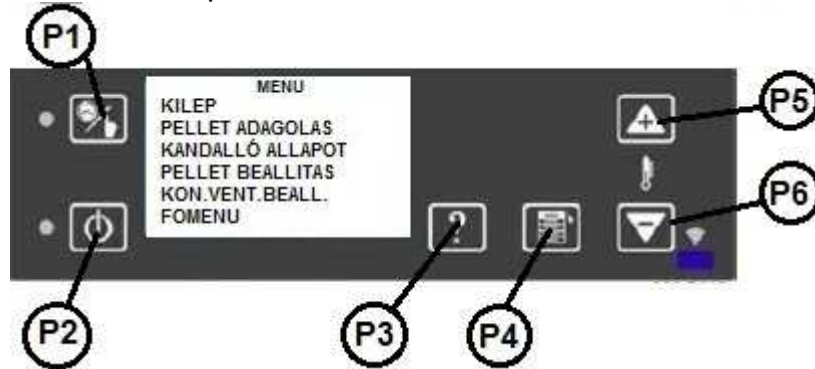 P1
MENU
KILEP
PELLET ADAGOLAS
KANDALLÓ ALLAPOT
PELLET BEALLITAS
KON.VENT.BEALL.
FOMENU
P5
P6
?
P2
P3
P4